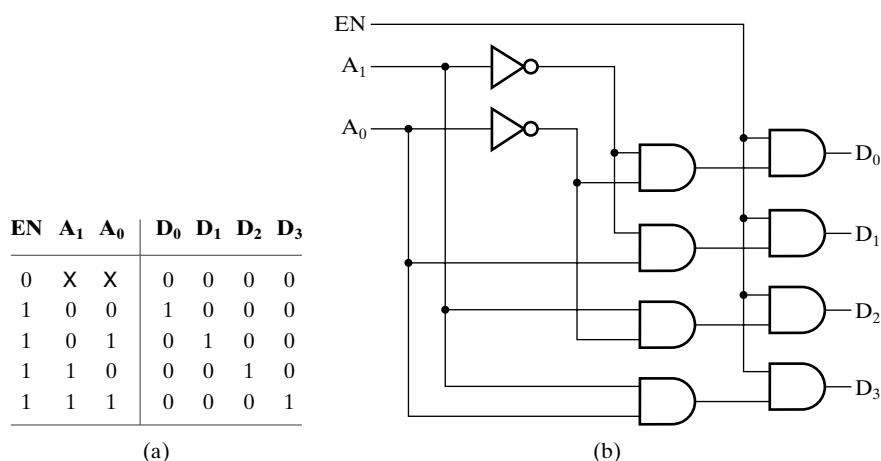 EN
A₁
A₀
D₀
D₁
D₂
D₃
EN A₁ A₀ D₀ D₁ D₂ D₃
0 X X 0 0 0 0
1 0 0 1 0 0 0
1 0 1 0 1 0 0
1 1 0 0 0 1 0
1 1 1 0 0 0 1
(a)
(b)